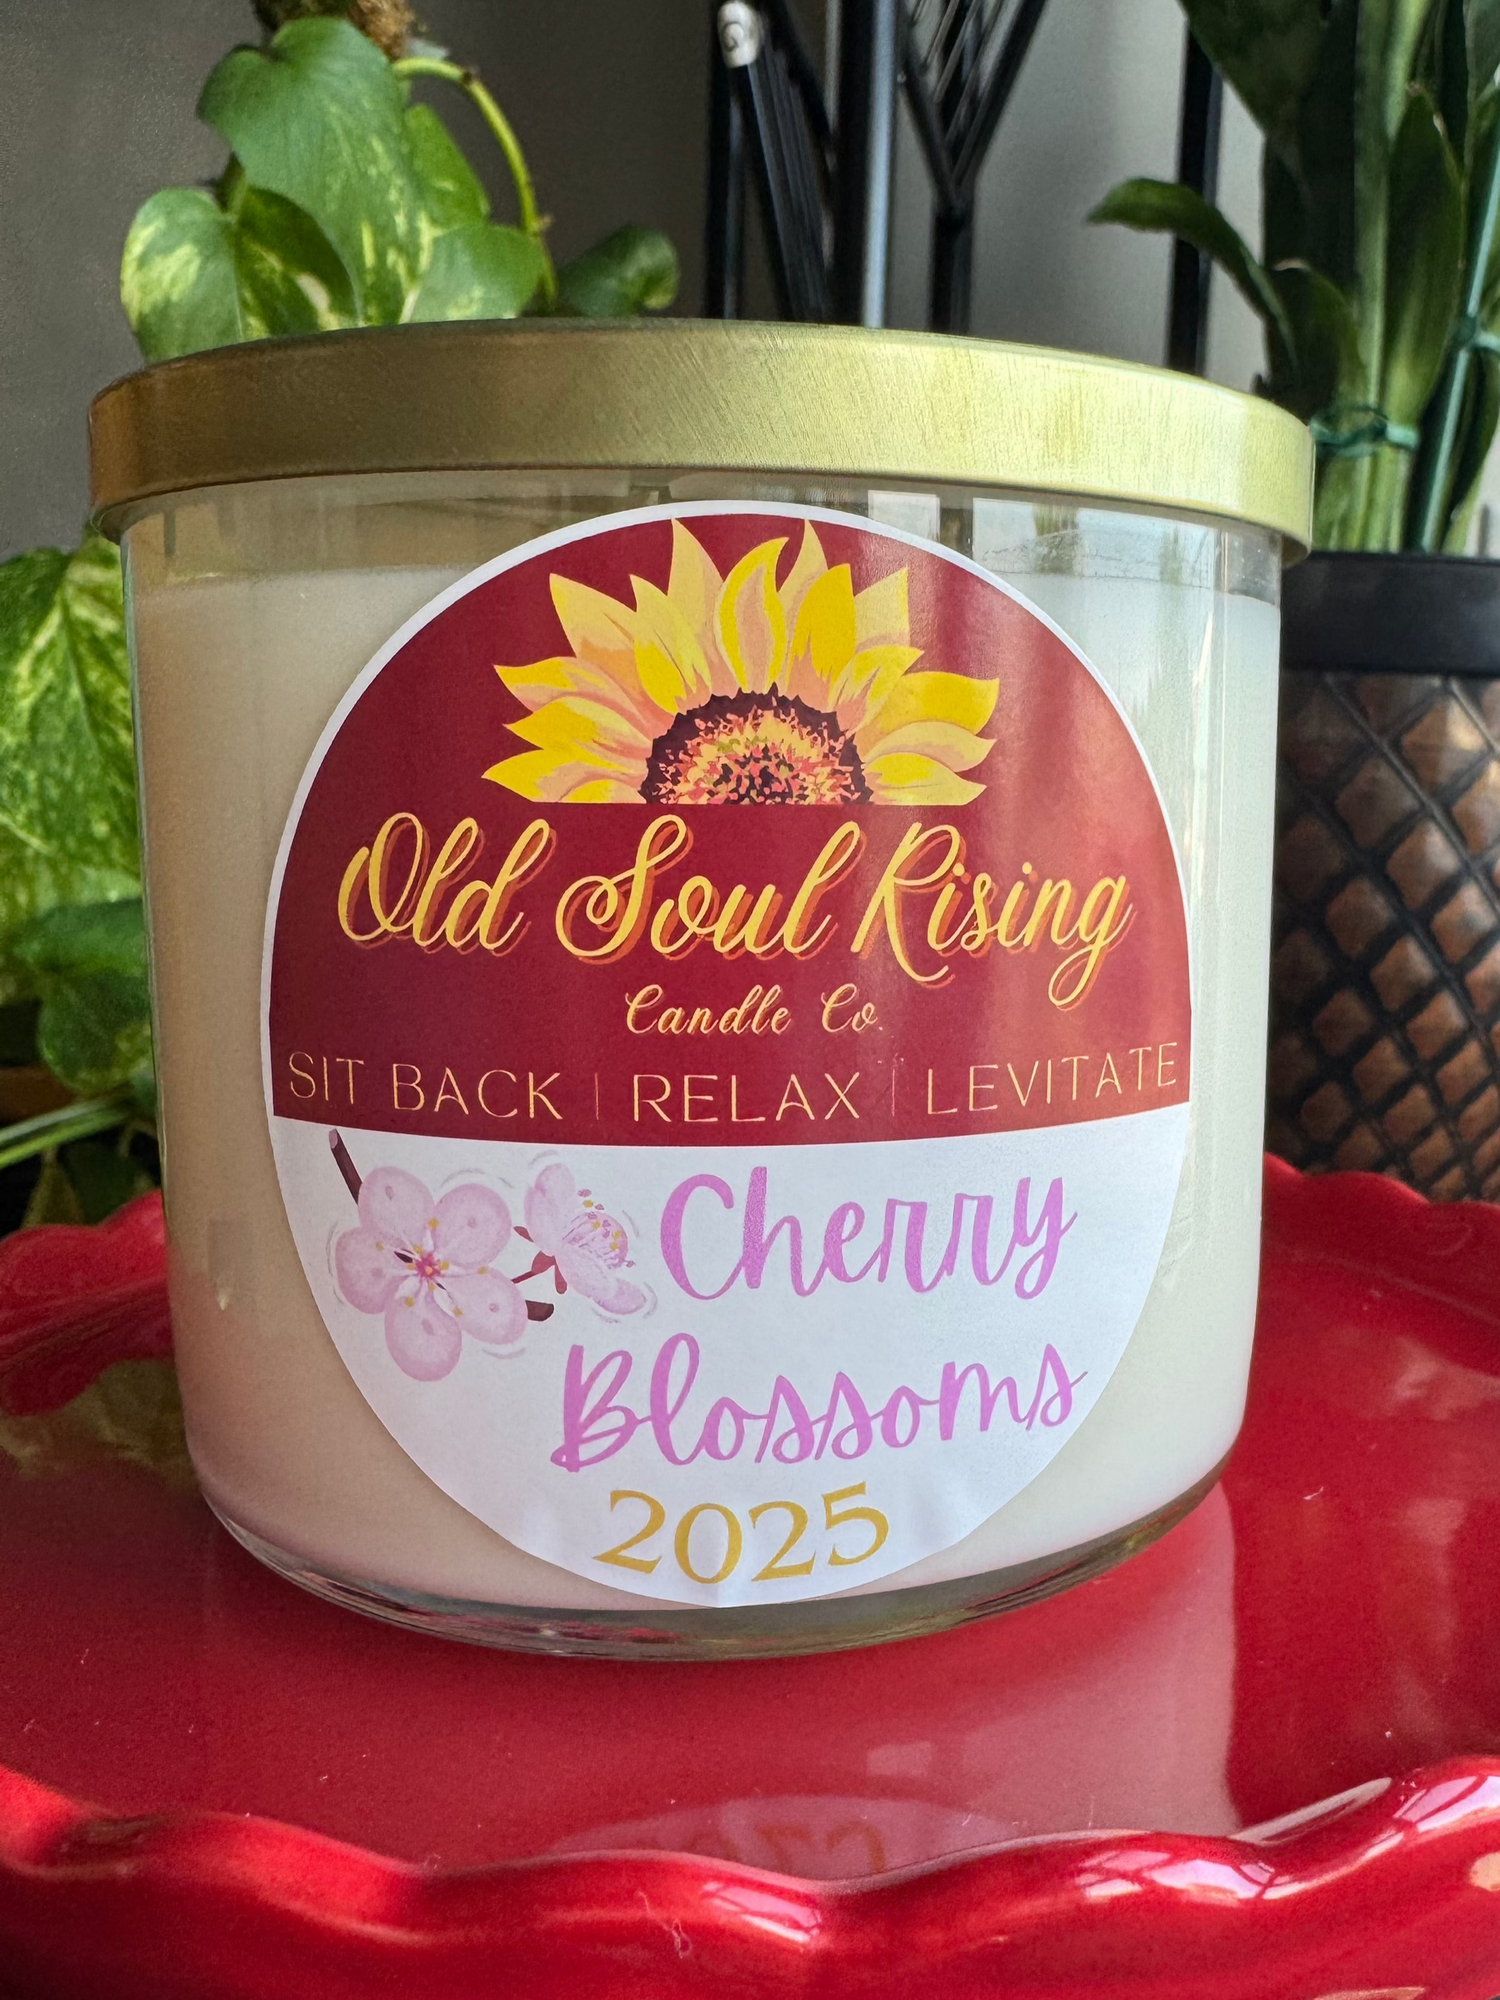 Old Soul Rising
Candle Co.
SIT BACK | RELAX | LEVITATE
Cherry
Blossoms
2025